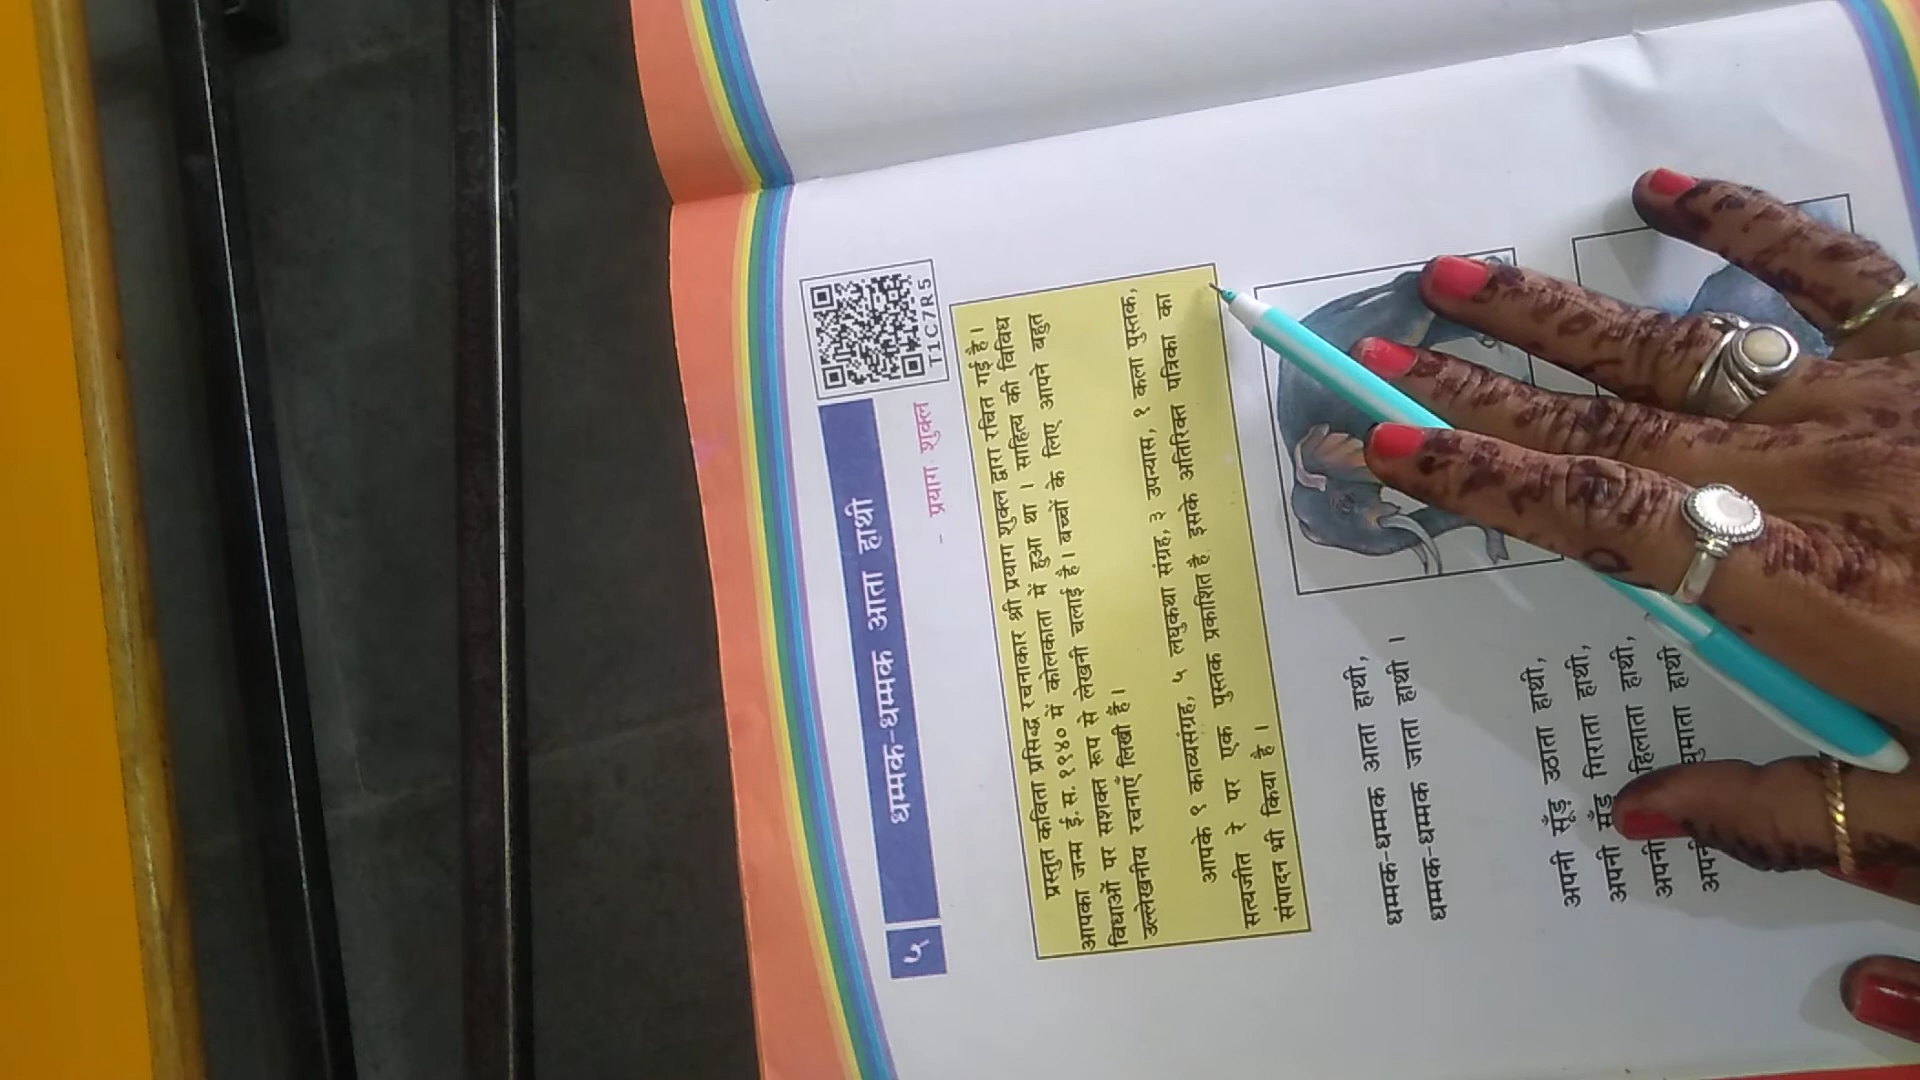 ५ धम्मक-धम्मक आता हाथी
T1C7R5
- प्रयाग शुक्ल
प्रस्तुत कविता प्रसिद्ध रचनाकार श्री प्रयाग शुक्ल द्वारा रचित गई है ।
आपका जन्म ई.स. १९४० में कोलकाता में हुआ था । साहित्य की विविध
विधाओं पर सशक्त रूप से लेखनी चलाई है । बच्चों के लिए आपने बहुत
उल्लेखनीय रचनाएँ लिखी हैं ।
आपके ९ काव्यसंग्रह, ५ लघुकथा संग्रह, ३ उपन्यास, १ कला पुस्तक,
सत्यजीत रे पर एक पुस्तक प्रकाशित है इसके अतिरिक्त पत्रिका का
संपादन भी किया है ।
धम्मक-धम्मक आता हाथी,
धम्मक-धम्मक जाता हाथी ।
अपनी सूँड़ उठाता हाथी,
अपनी सूँड़ गिराता हाथी,
अपनी हिलाता हाथी,
घुमाता हाथी